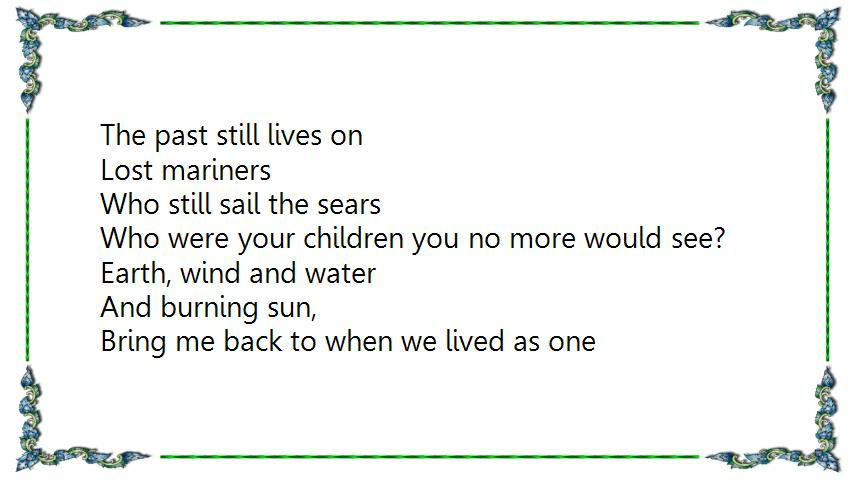 The past still lives on
Lost mariners
Who still sail the sears
Who were your children you no more would see?
Earth, wind and water
And burning sun,
Bring me back to when we lived as one